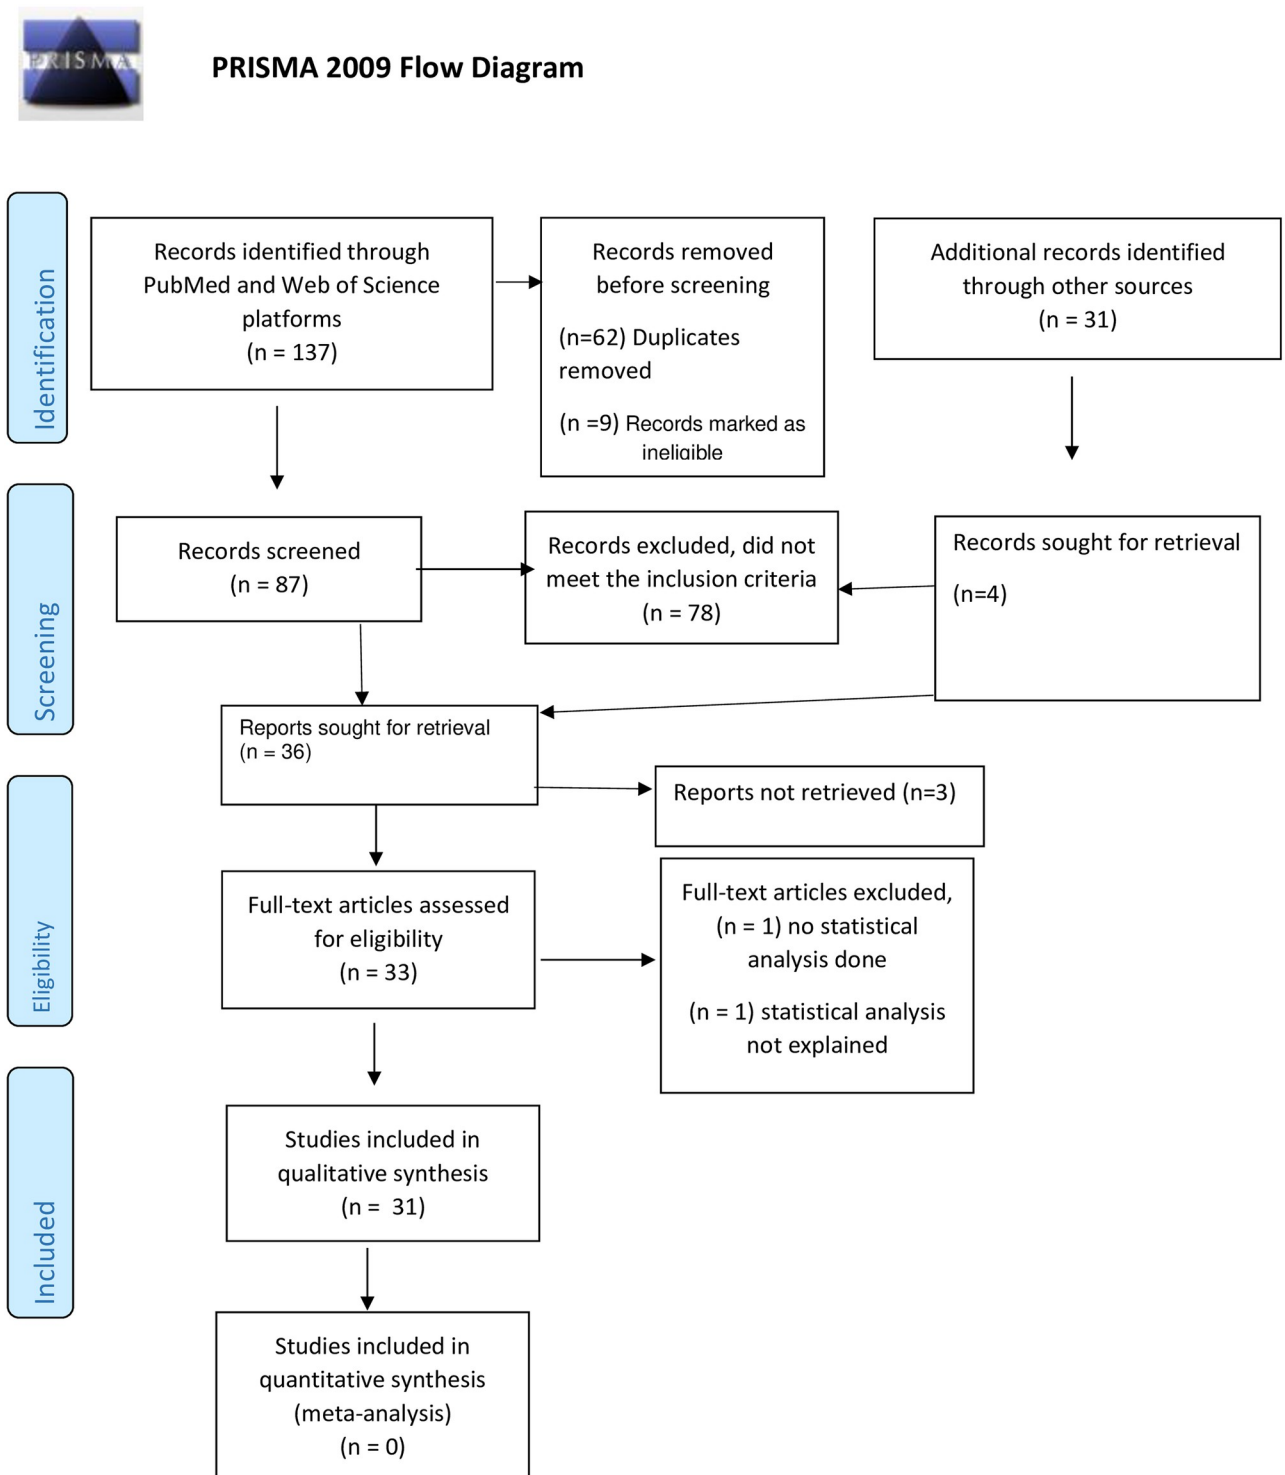 PRISMA
PRISMA 2009 Flow Diagram
Identification
Records identified through
PubMed and Web of Science
platforms
(n = 137)
Records removed
before screening
(n=62) Duplicates
removed
(n =9) Records marked as
ineligible
Additional records identified
through other sources
(n = 31)
Screening
Records screened
(n = 87)
Records excluded, did not
meet the inclusion criteria
(n = 78)
Records sought for retrieval
(n=4)
Reports sought for retrieval
(n = 36)
Reports not retrieved (n=3)
Eligibility
Full-text articles assessed
for eligibility
(n = 33)
Full-text articles excluded,
(n = 1) no statistical
analysis done
(n = 1) statistical analysis
not explained
Included
Studies included in
qualitative synthesis
(n = 31)
Studies included in
quantitative synthesis
(meta-analysis)
(n = 0)